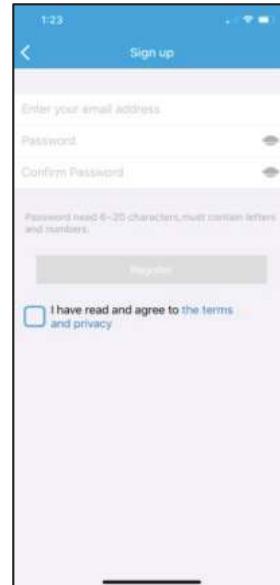 1:23
Sign up
Enter your email address
Password
Confirm Password
Password need 6-20 characters,must contain letters
and numbers.
Register
I have read and agree to the terms
and privacy